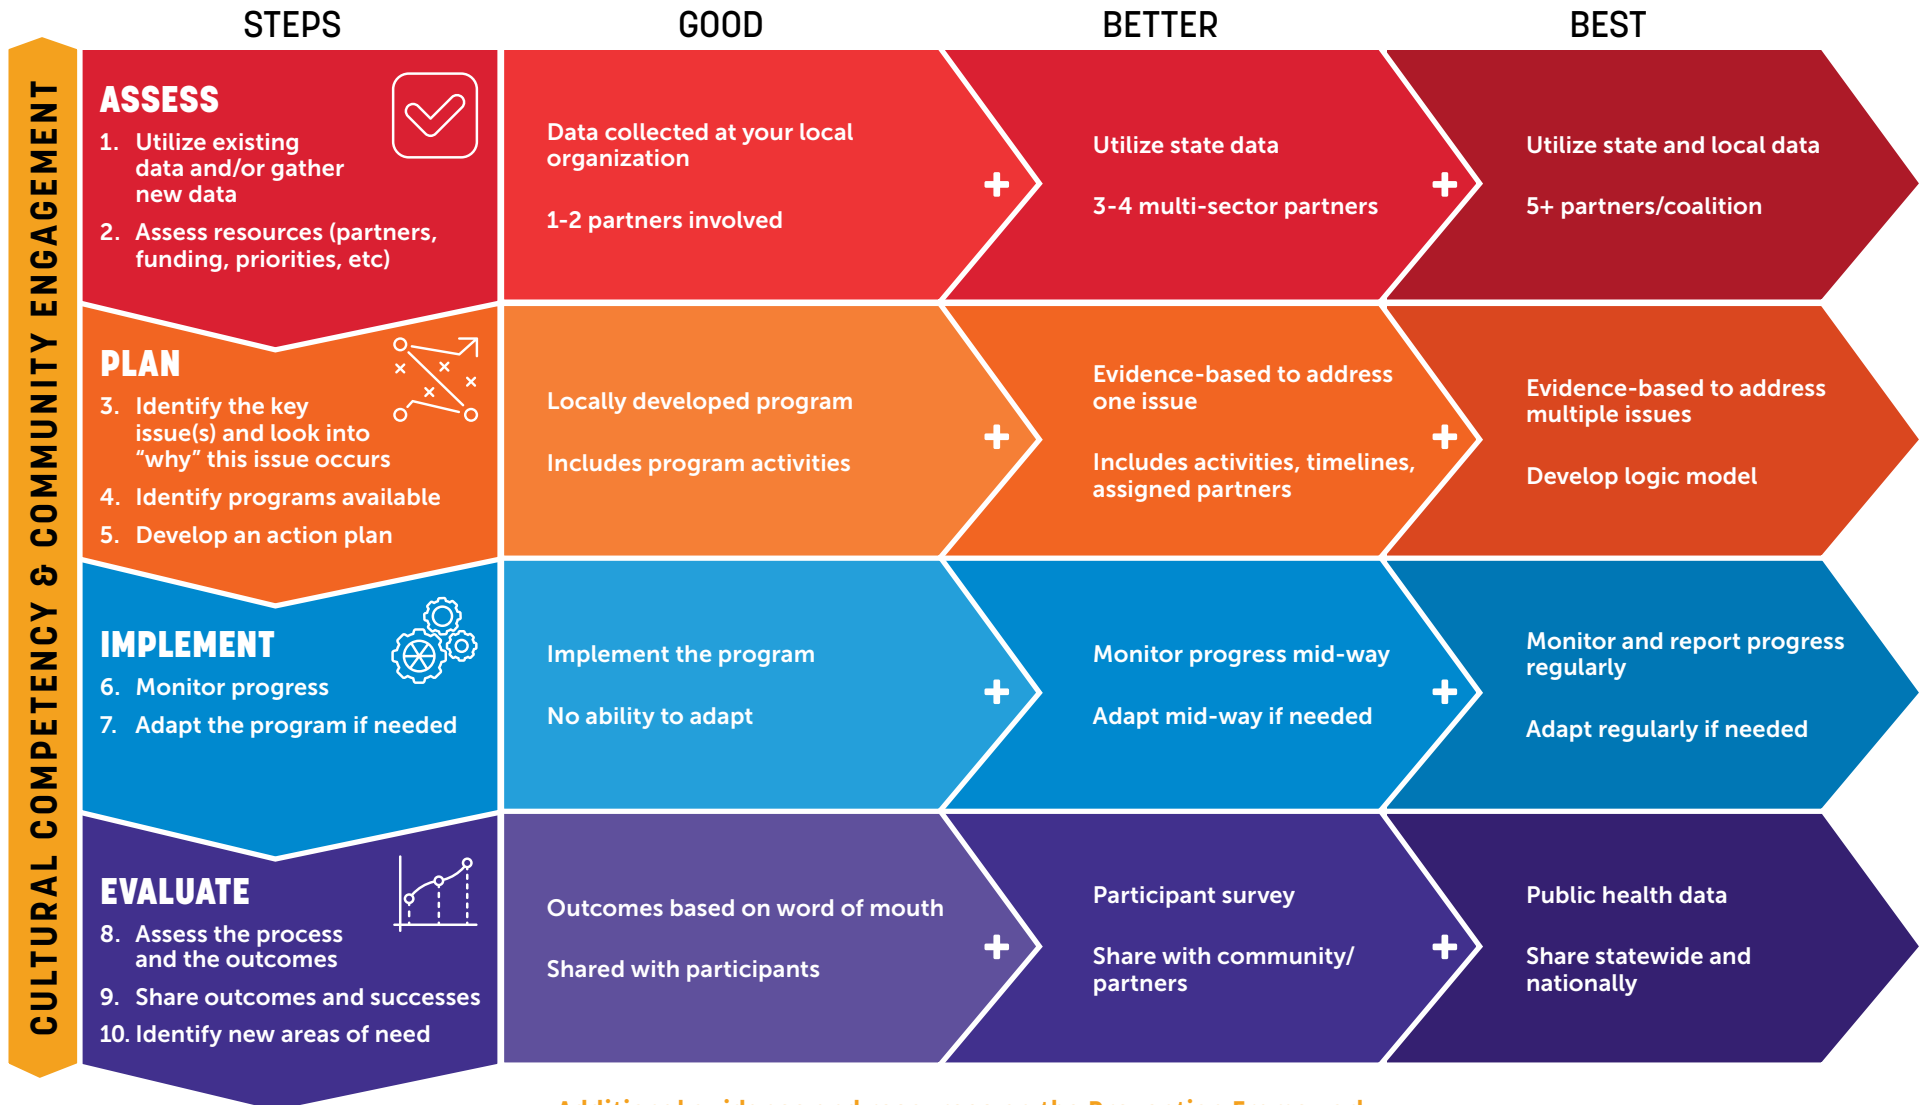 STEPS
GOOD
BETTER
BEST
CULTURAL COMPETENCY & COMMUNITY ENGAGEMENT
ASSESS
1. Utilize existing
data and/or gather
new data
2. Assess resources (partners,
funding, priorities, etc)
Data collected at your local
organization
1-2 partners involved
+
Utilize state data
3-4 multi-sector partners
+
Utilize state and local data
5+ partners/coalition
PLAN
3. Identify the key
issue(s) and look into
“why” this issue occurs
4. Identify programs available
5. Develop an action plan
Locally developed program
Includes program activities
+
Evidence-based to address
one issue
Includes activities, timelines,
assigned partners
+
Evidence-based to address
multiple issues
Develop logic model
IMPLEMENT
6. Monitor progress
7. Adapt the program if needed
Implement the program
No ability to adapt
+
Monitor progress mid-way
Adapt mid-way if needed
+
Monitor and report progress
regularly
Adapt regularly if needed
EVALUATE
8. Assess the process
and the outcomes
9. Share outcomes and successes
10. Identify new areas of need
Outcomes based on word of mouth
Shared with participants
+
Participant survey
Share with community/
partners
+
Public health data
Share statewide and
nationally